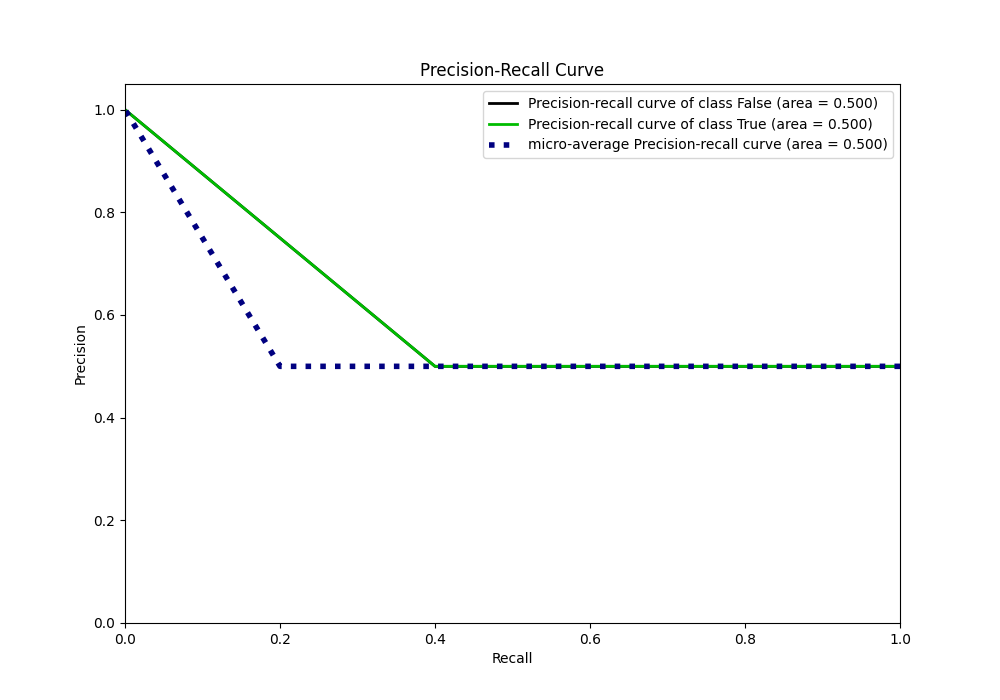 Precision-Recall Curve
Precision-recall curve of class False (area = 0.500)
Precision-recall curve of class True (area = 0.500)
micro-average Precision-recall curve (area = 0.500)
Precision
1.0
0.8
0.6
0.4
0.2
0.0
0.0 0.2 0.4 0.6 0.8 1.0
Recall